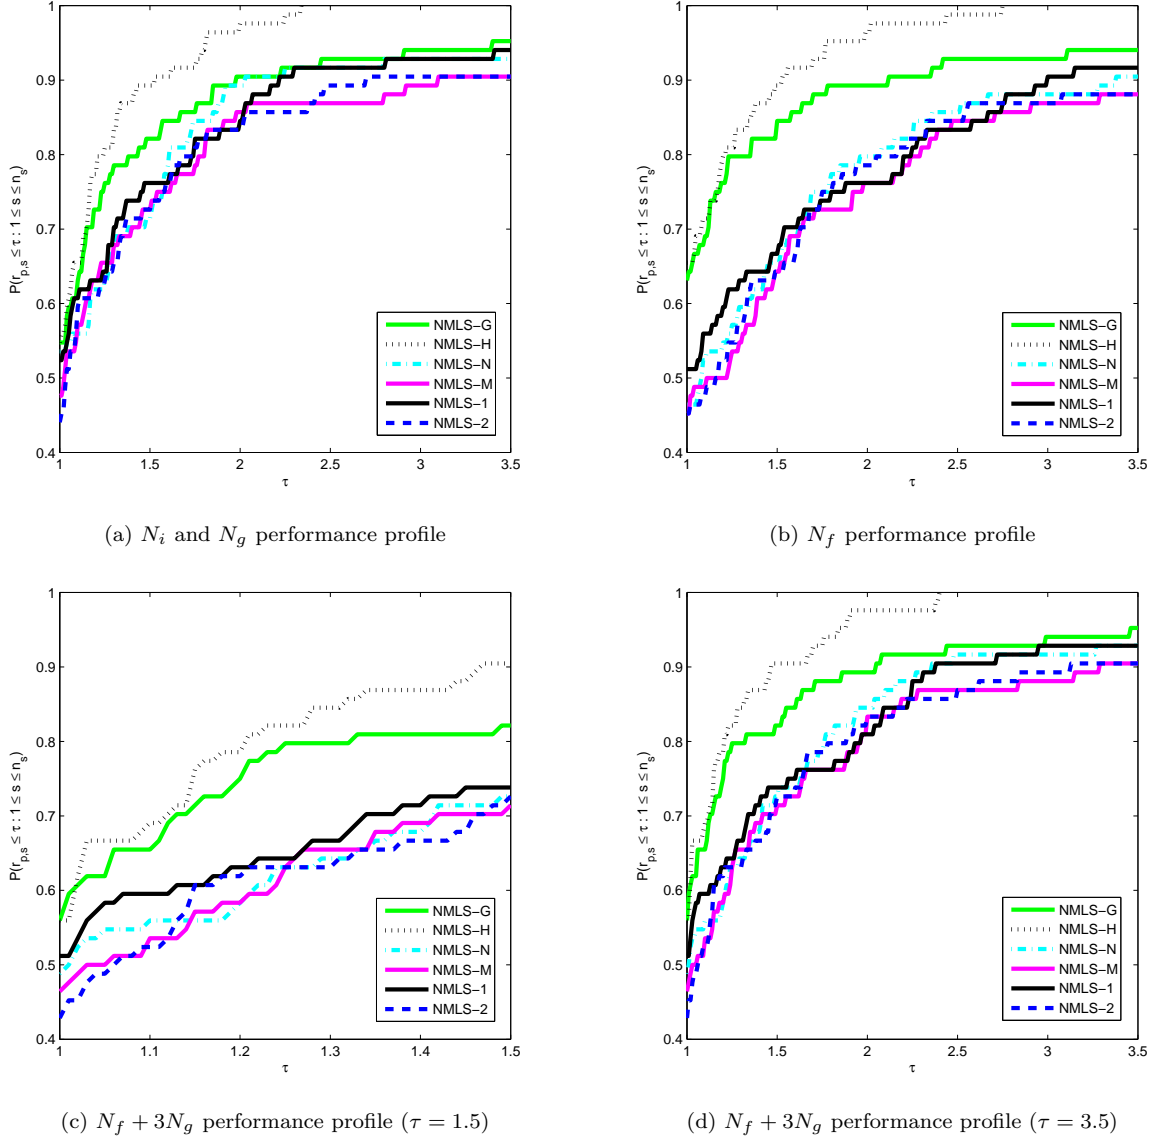 1
0.9
0.8
0.7
0.6
0.5
0.4
1 1.5 2 2.5 3 3.5
τ
P(r_{p,s} ≤ τ : 1 ≤ s ≤ n_s)
NMLS−G
NMLS−H
NMLS−N
NMLS−M
NMLS−1
NMLS−2
(a) N_i and N_g performance profile
1
0.9
0.8
0.7
0.6
0.5
0.4
1 1.5 2 2.5 3 3.5
τ
P(r_{p,s} ≤ τ : 1 ≤ s ≤ n_s)
NMLS−G
NMLS−H
NMLS−N
NMLS−M
NMLS−1
NMLS−2
(b) N_f performance profile
1
0.9
0.8
0.7
0.6
0.5
0.4
1 1.1 1.2 1.3 1.4 1.5
τ
P(r_{p,s} ≤ τ : 1 ≤ s ≤ n_s)
NMLS−G
NMLS−H
NMLS−N
NMLS−M
NMLS−1
NMLS−2
(c) N_f + 3N_g performance profile (τ = 1.5)
1
0.9
0.8
0.7
0.6
0.5
0.4
1 1.5 2 2.5 3 3.5
τ
P(r_{p,s} ≤ τ : 1 ≤ s ≤ n_s)
NMLS−G
NMLS−H
NMLS−N
NMLS−M
NMLS−1
NMLS−2
(d) N_f + 3N_g performance profile (τ = 3.5)